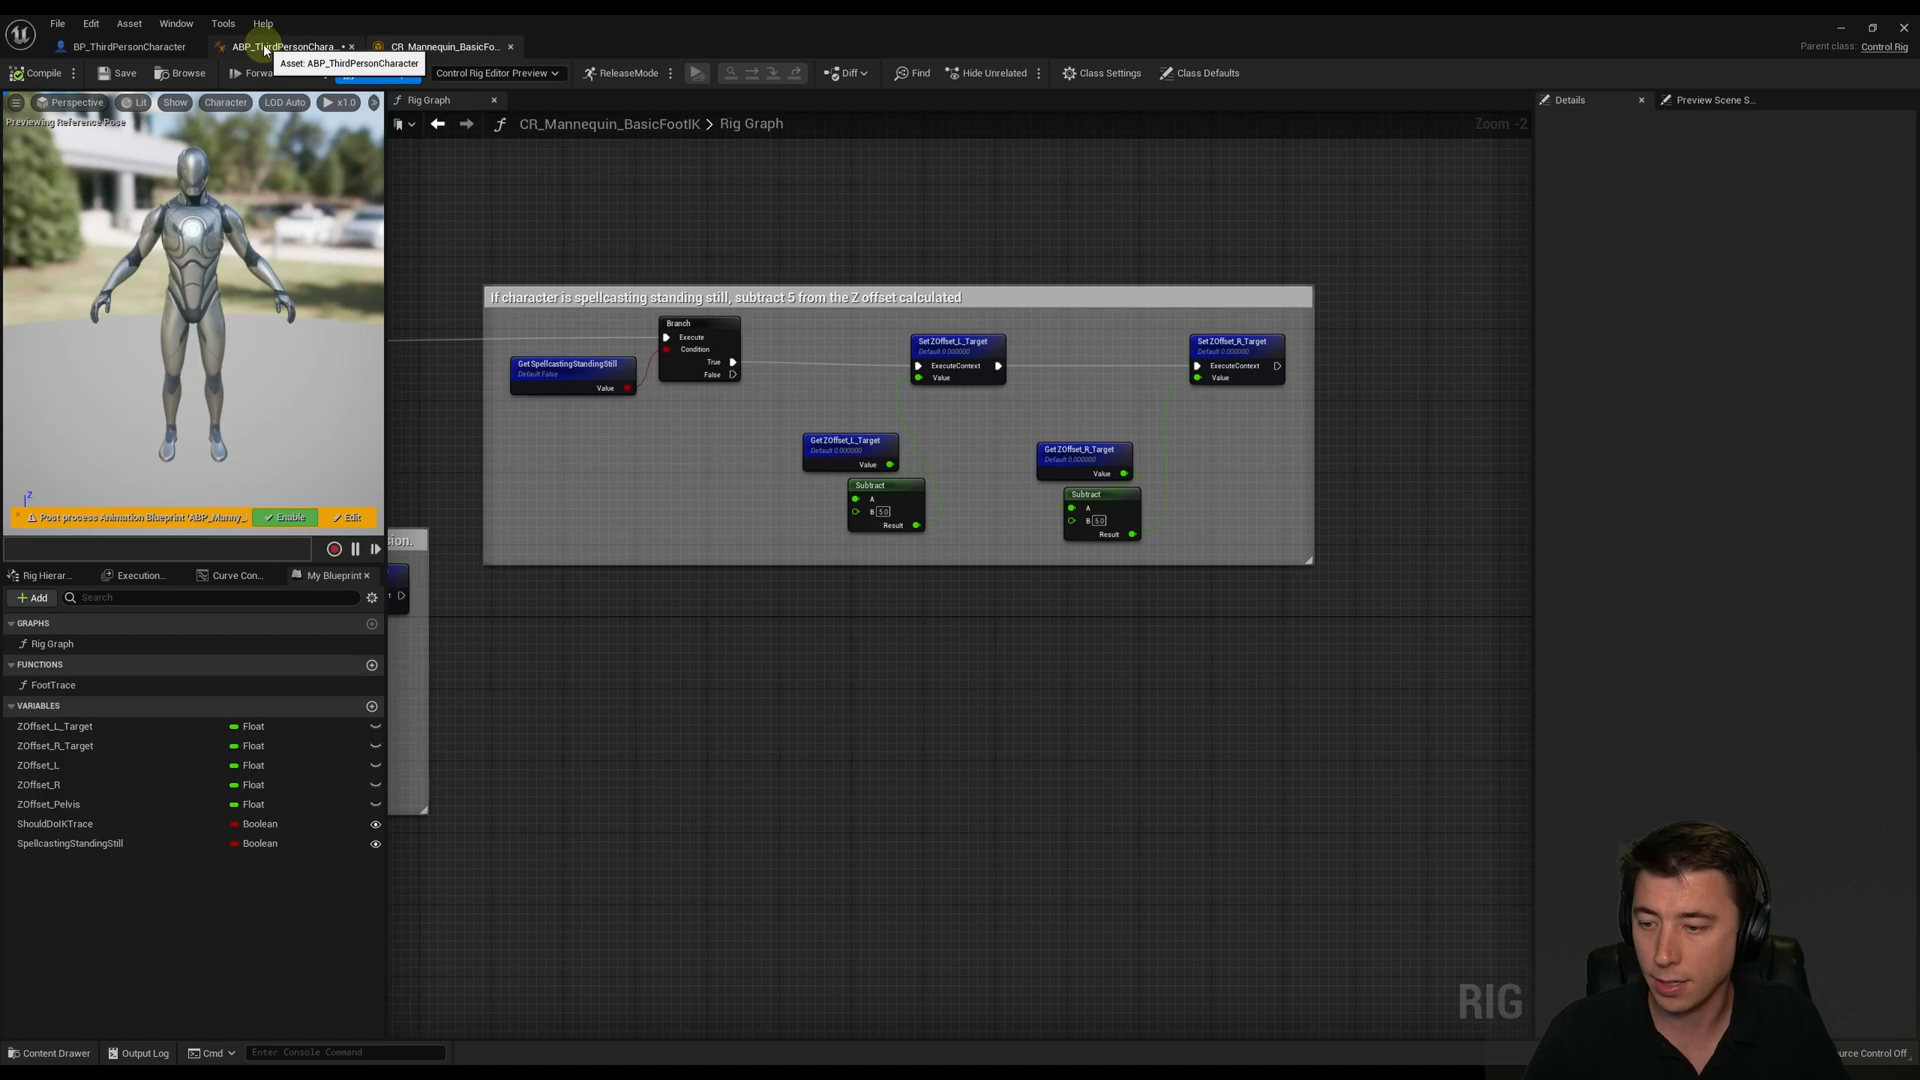 File Edit Asset Window Tools Help
BP_ThirdPersonCharacter ABP_ThirdPersonChara... • CR_Mannequin_BasicFo...
Parent class: Control Rig
Asset: ABP_ThirdPersonCharacter
Compile Save Browse Control Rig Editor Preview ReleaseMode Diff Find Hide Unrelated Class Settings Class Defaults
Perspective Lit Show Character LOD Auto x1.0
Previewing Reference Pose
Rig Graph
CR_Mannequin_BasicFootIK > Rig Graph
Zoom -2
Details
Preview Scene S...
If character is spellcasting standing still, subtract 5 from the Z offset calculated
Get SpellcastingStandingStill
Default False
Value
Branch
Execute
Condition
True
False
Set ZOffset_L_Target
Default 0.000000
ExecuteContext
Value
Set ZOffset_R_Target
Default 0.000000
ExecuteContext
Value
Get ZOffset_L_Target
Default 0.000000
Value
Subtract
A
B 5.0
Result
Get ZOffset_R_Target
Default 0.000000
Value
Subtract
A
B 5.0
Result
Z
Post process Animation Blueprint 'ABP_Manny_ Enable Edit
Rig Hierar... Execution... Curve Con... My Blueprint
Add Search
GRAPHS
Rig Graph
FUNCTIONS
FootTrace
VARIABLES
ZOffset_L_Target Float
ZOffset_R_Target Float
ZOffset_L Float
ZOffset_R Float
ZOffset_Pelvis Float
ShouldDoIKTrace Boolean
SpellcastingStandingStill Boolean
RIG
Content Drawer Output Log Cmd Enter Console Command
Control Off